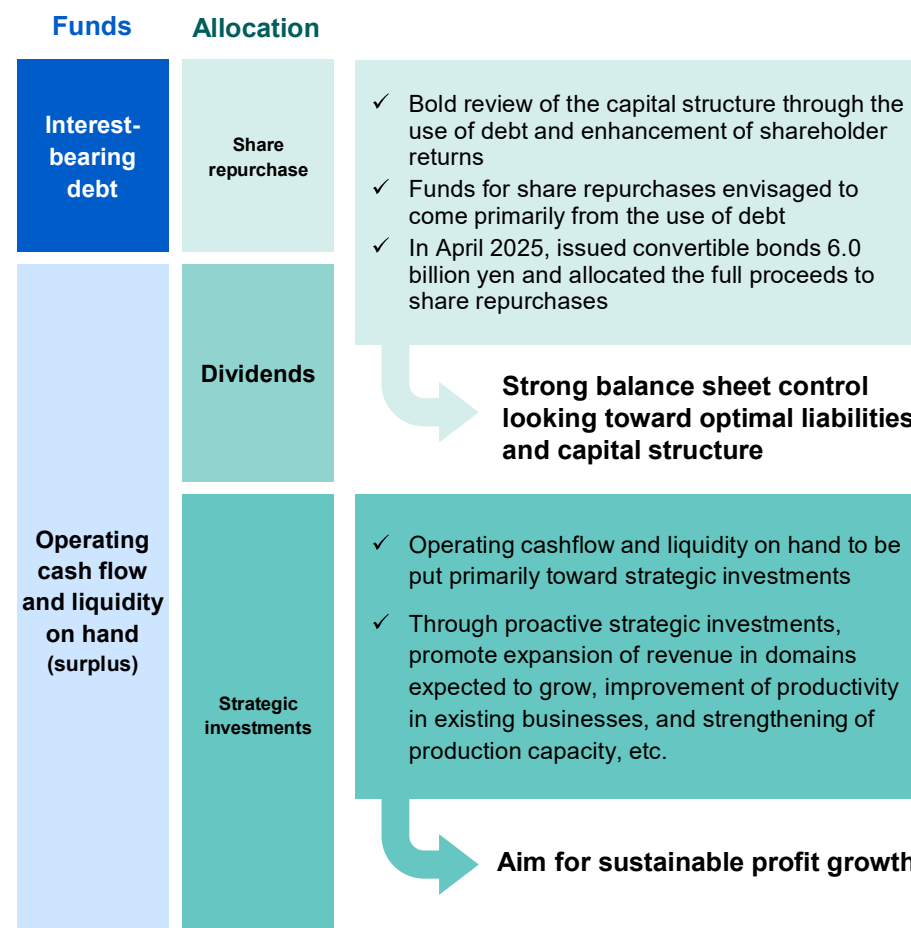 Funds
Allocation
Interest-
bearing
debt
Share
repurchase
✓ Bold review of the capital structure through the
use of debt and enhancement of shareholder
returns
✓ Funds for share repurchases envisaged to
come primarily from the use of debt
✓ In April 2025, issued convertible bonds 6.0
billion yen and allocated the full proceeds to
share repurchases
Dividends
Strong balance sheet control
looking toward optimal liabilities
and capital structure
Operating
cash flow
and liquidity
on hand
(surplus)
Strategic
investments
✓ Operating cashflow and liquidity on hand to be
put primarily toward strategic investments
✓ Through proactive strategic investments,
promote expansion of revenue in domains
expected to grow, improvement of productivity
in existing businesses, and strengthening of
production capacity, etc.
Aim for sustainable profit growth